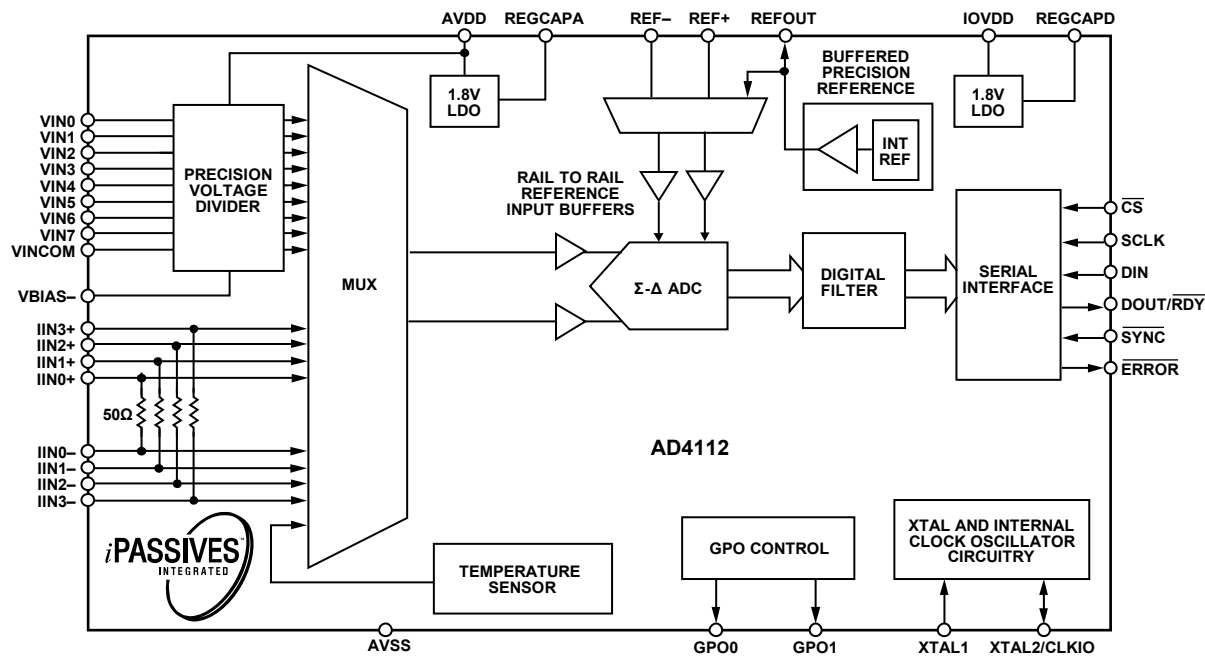 AVDD
REGCAPA
REF–
REF+
REFOUT
IOVDD
REGCAPD
BUFFERED
PRECISION
REFERENCE
1.8V
LDO
1.8V
LDO
INT
REF
VIN0
VIN1
VIN2
VIN3
VIN4
VIN5
VIN6
VIN7
VINCOM
VBIAS–
PRECISION
VOLTAGE
DIVIDER
RAIL TO RAIL
REFERENCE
INPUT BUFFERS
MUX
Σ-Δ ADC
DIGITAL
FILTER
SERIAL
INTERFACE
CS
SCLK
DIN
DOUT/RDY
SYNC
ERROR
IIN3+
IIN2+
IIN1+
IIN0+
50Ω
IIN0–
IIN1–
IIN2–
IIN3–
AD4112
iPASSIVES™
INTEGRATED
TEMPERATURE
SENSOR
GPO CONTROL
XTAL AND INTERNAL
CLOCK OSCILLATOR
CIRCUITRY
AVSS
GPO0
GPO1
XTAL1
XTAL2/CLKIO